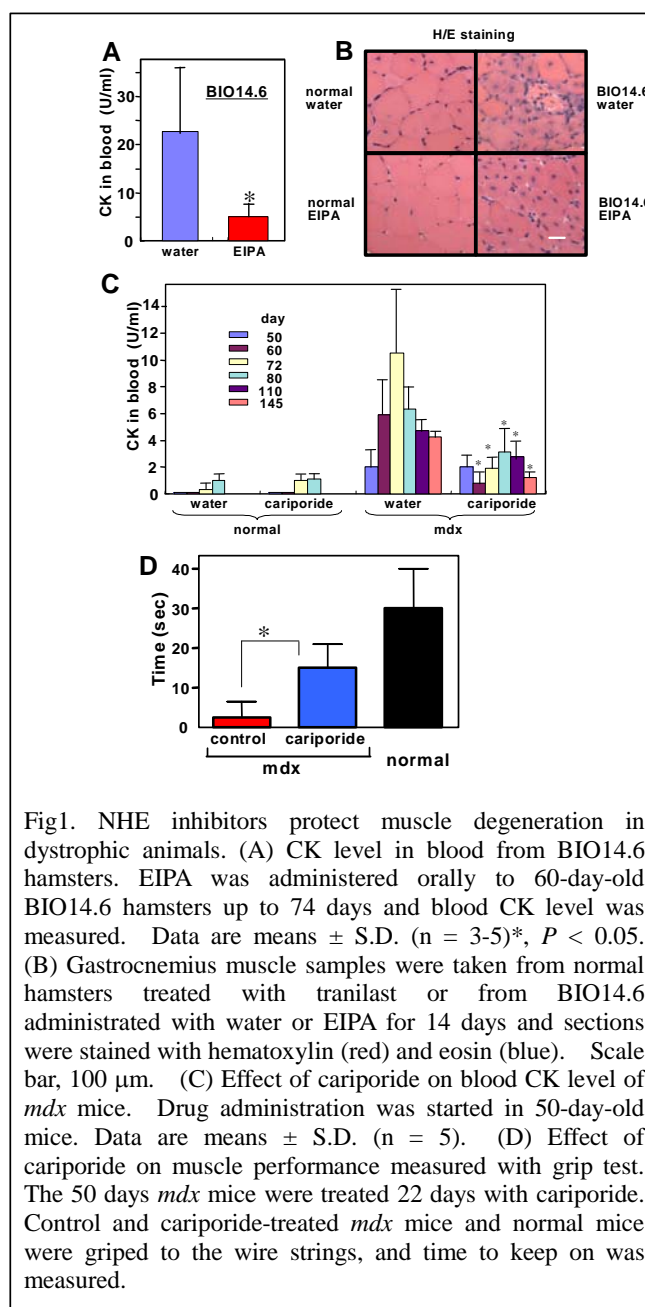 A
CK in blood (U/ml)
BIO14.6
30
20
10
5
0
*
water
EIPA
B
H/E staining
normal
water
BIO14.6
water
normal
EIPA
BIO14.6
EIPA
C
CK in blood (U/ml)
14
12
10
8
6
4
2
0
day
50
60
72
80
110
145
* * * * *
water
cariporide
water
cariporide
normal
mdx
D
Time (sec)
40
30
20
10
0
*
control
cariporide
normal
mdx
Fig1. NHE inhibitors protect muscle degeneration in
dystrophic animals. (A) CK level in blood from BIO14.6
hamsters. EIPA was administered orally to 60-day-old
BIO14.6 hamsters up to 74 days and blood CK level was
measured. Data are means ± S.D. (n = 3-5)*, P < 0.05.
(B) Gastrocnemius muscle samples were taken from normal
hamsters treated with tranilast or from BIO14.6
administrated with water or EIPA for 14 days and sections
were stained with hematoxylin (red) and eosin (blue). Scale
bar, 100 μm. (C) Effect of cariporide on blood CK level of
mdx mice. Drug administration was started in 50-day-old
mice. Data are means ± S.D. (n = 5). (D) Effect of
cariporide on muscle performance measured with grip test.
The 50 days mdx mice were treated 22 days with cariporide.
Control and cariporide-treated mdx mice and normal mice
were griped to the wire strings, and time to keep on was
measured.